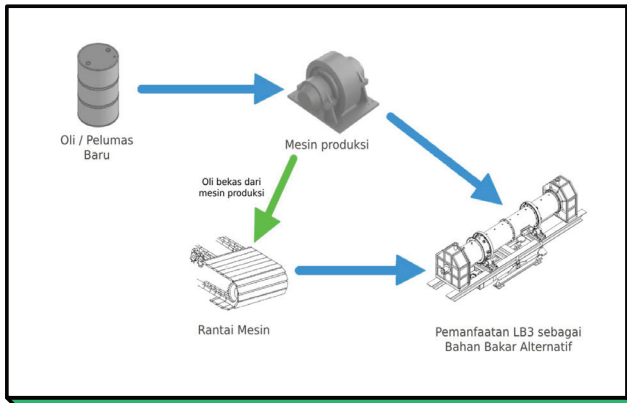 Oli / Pelumas
Baru
Mesin produksi
Oli bekas dari
mesin produksi
Rantai Mesin
Pemanfaatan LB3 sebagai
Bahan Bakar Alternatif